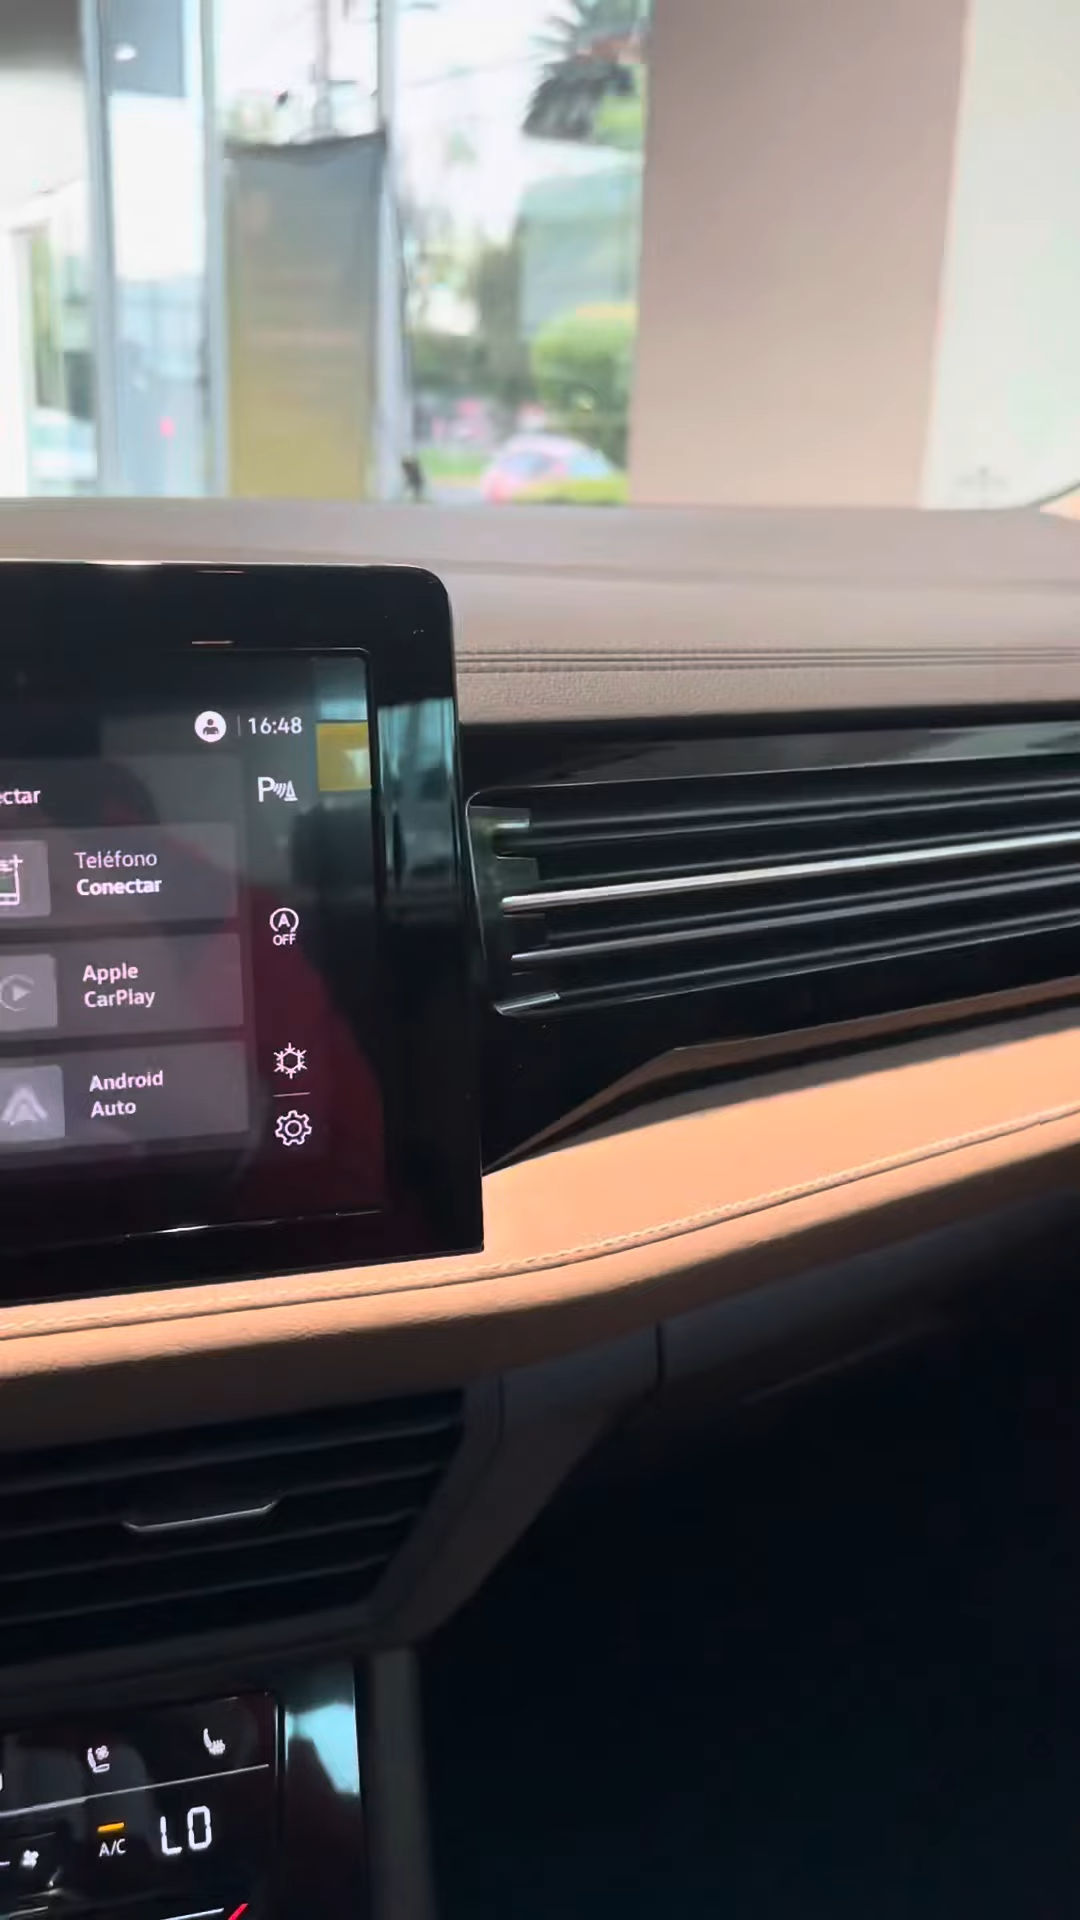 16:48
ctar
P
Teléfono
Conectar
A
OFF
Apple
CarPlay
Android
Auto
A/C
LO